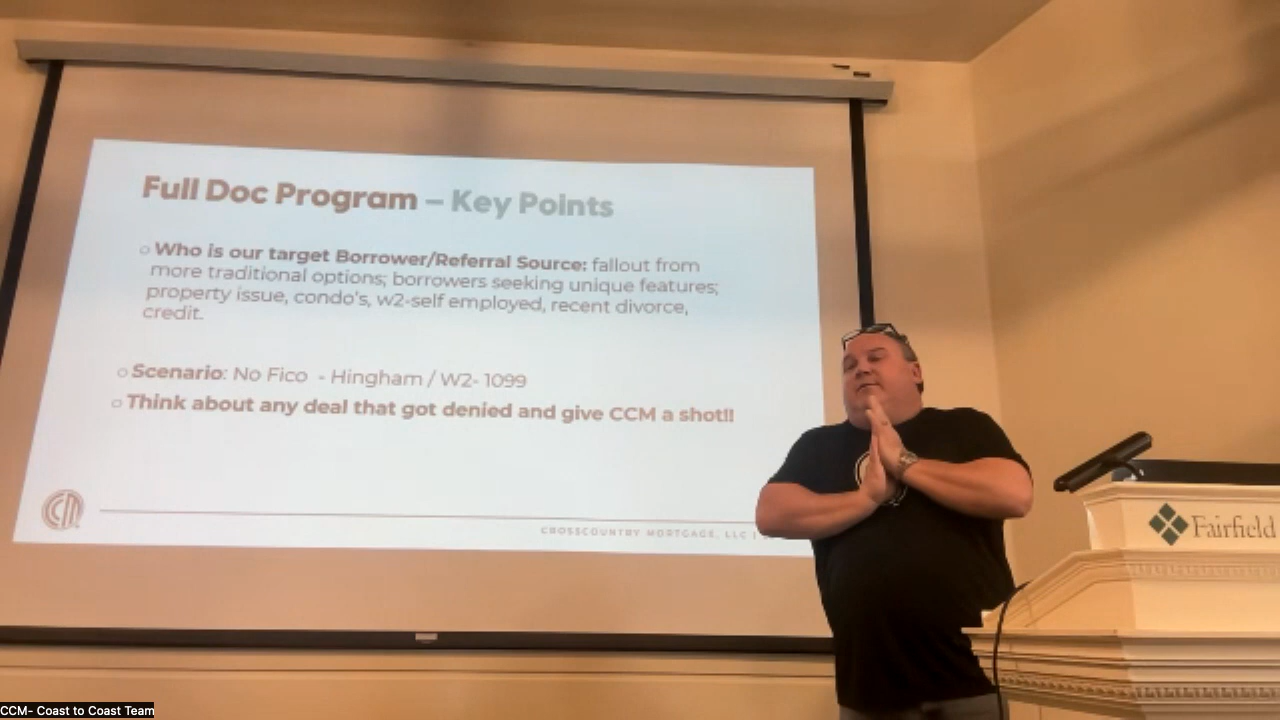 Full Doc Program – Key Points
○ Who is our target Borrower/Referral Source: fallout from
more traditional options; borrowers seeking unique features;
property issue, condo's, w2-self employed, recent divorce,
credit.
○ Scenario: No Fico - Hingham / W2- 1099
○ Think about any deal that got denied and give CCM a shot!!
CROSSCOUNTRY MORTGAGE, LLC |
Fairfield
CCM- Coast to Coast Team